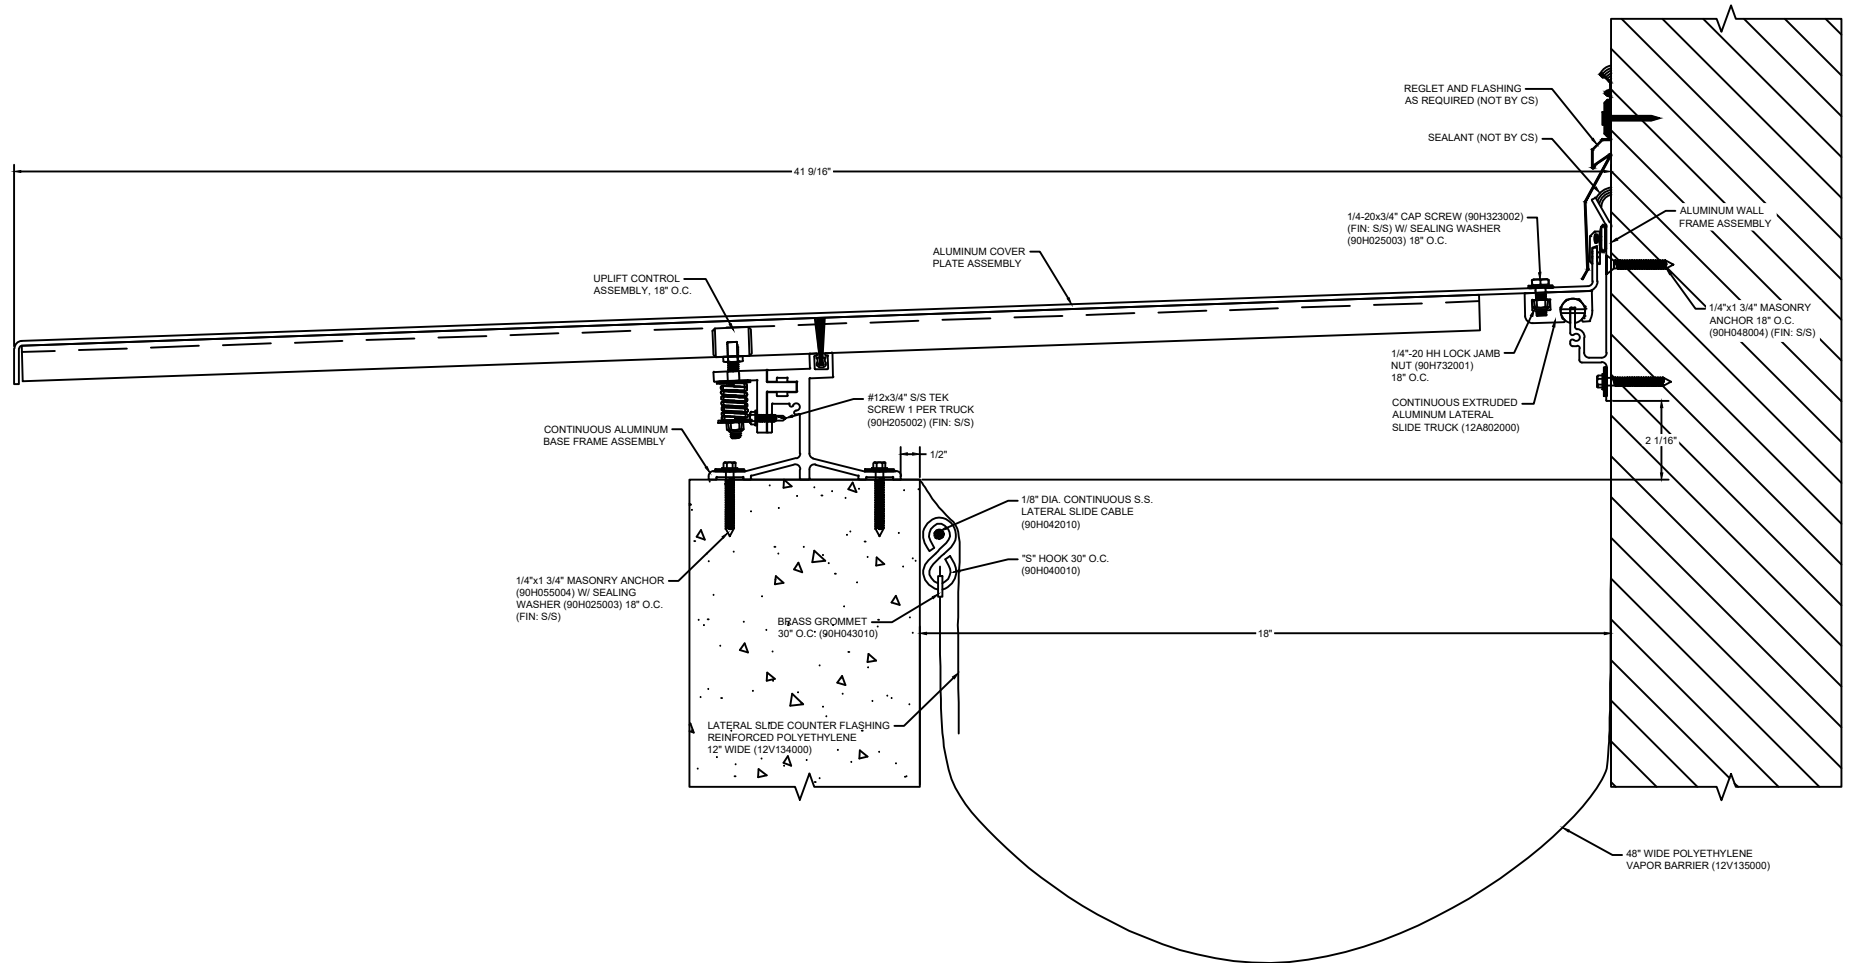 REGLET AND FLASHING
AS REQUIRED (NOT BY CS)
SEALANT (NOT BY CS)
41 9/16"
1/4-20x3/4" CAP SCREW (90H323002)
(FIN: S/S) W/ SEALING WASHER
(90H025003) 18" O.C.
ALUMINUM WALL
FRAME ASSEMBLY
ALUMINUM COVER
PLATE ASSEMBLY
UPLIFT CONTROL
ASSEMBLY, 18" O.C.
1/4"x1 3/4" MASONRY
ANCHOR 18" O.C.
(90H048004) (FIN: S/S)
1/4"-20 HH LOCK JAMB
NUT (90H732001)
18" O.C.
#12x3/4" S/S TEK
SCREW 1 PER TRUCK
(90H205002) (FIN: S/S)
CONTINUOUS EXTRUDED
ALUMINUM LATERAL
SLIDE TRUCK (12A802000)
CONTINUOUS ALUMINUM
BASE FRAME ASSEMBLY
2 1/16"
1/2"
1/8" DIA. CONTINUOUS S.S.
LATERAL SLIDE CABLE
(90H042010)
"S" HOOK 30" O.C.
(90H040010)
1/4"x1 3/4" MASONRY ANCHOR
(90H055004) W/ SEALING
WASHER (90H025003) 18" O.C.
(FIN: S/S)
BRASS GROMMET
30" O.C. (90H043010)
18"
LATERAL SLIDE COUNTER FLASHING
REINFORCED POLYETHYLENE
12" WIDE (12V134000)
48" WIDE POLYETHYLENE
VAPOR BARRIER (12V135000)